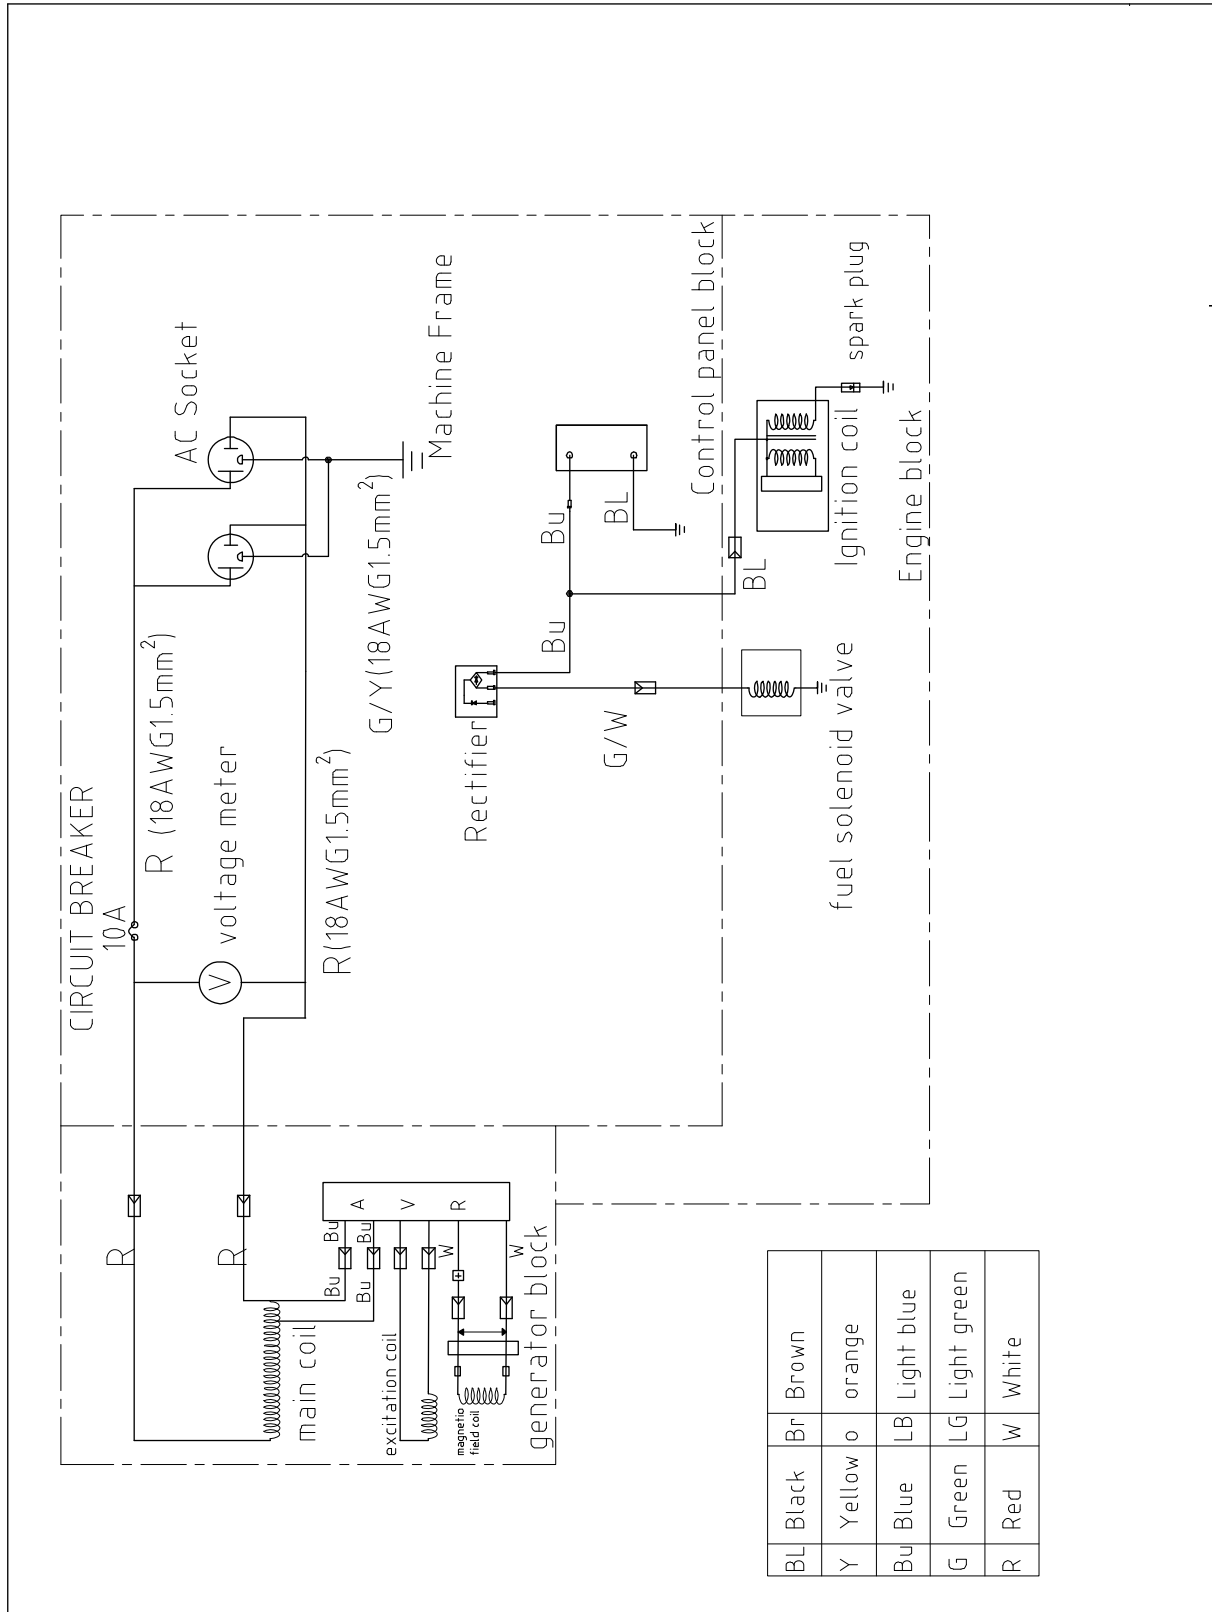 CIRCUIT BREAKER
10A
R (18AWG1.5mm²)
voltage meter
V
AC Socket
R(18AWG1.5mm²)
G/Y(18AWG1.5mm²)
Machine Frame
Rectifier
Bu
Bu
BL
G/W
Control panel block
BL
Ignition coil
spark plug
fuel solenoid valve
Engine block
R
R
main coil
Bu
Bu
Bu
Bu
A
V
R
W
W
+
excitation coil
magnetio
field coil
generator block
BL Black Br Brown
Y Yellow o orange
Bu Blue LB Light blue
G Green LG Light green
R Red W White